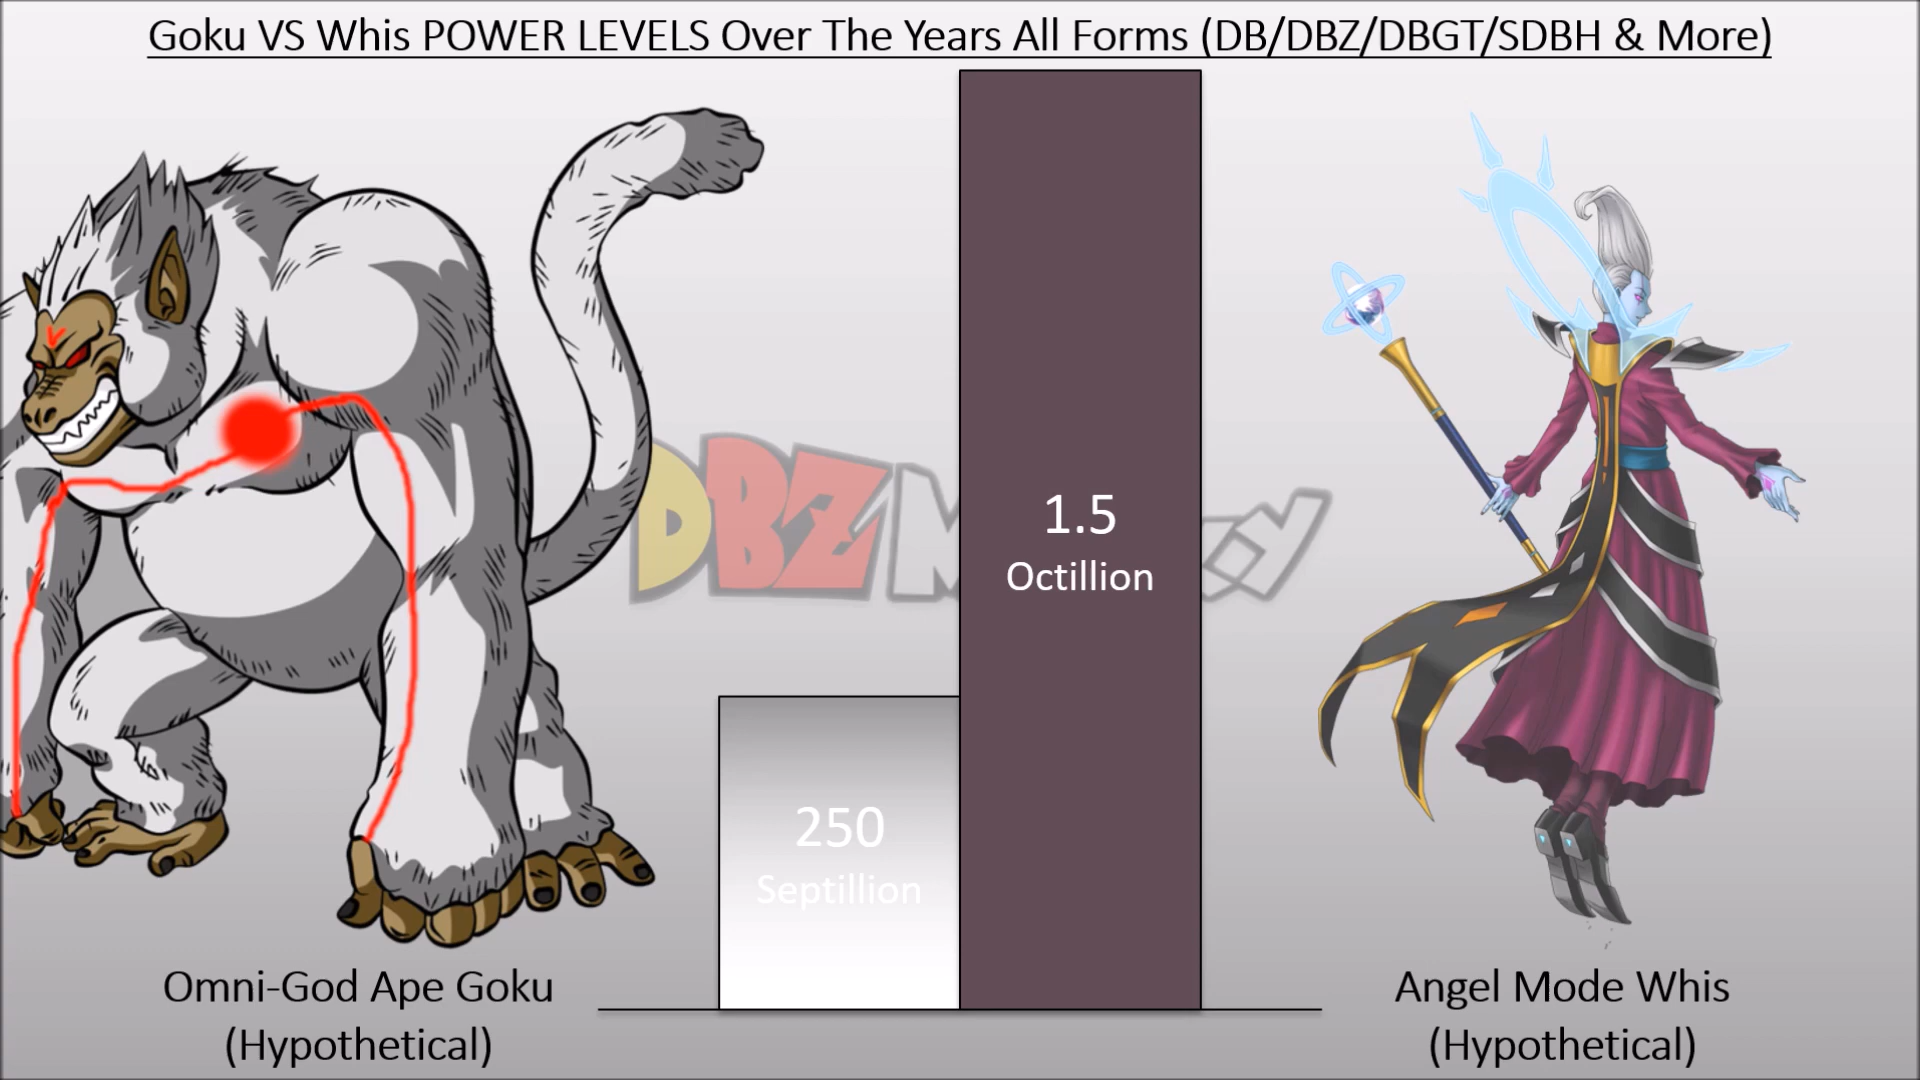 Goku VS Whis POWER LEVELS Over The Years All Forms (DB/DBZ/DBGT/SDBH & More)
DBZ
1.5
Octillion
250
Septillion
Omni-God Ape Goku
(Hypothetical)
Angel Mode Whis
(Hypothetical)